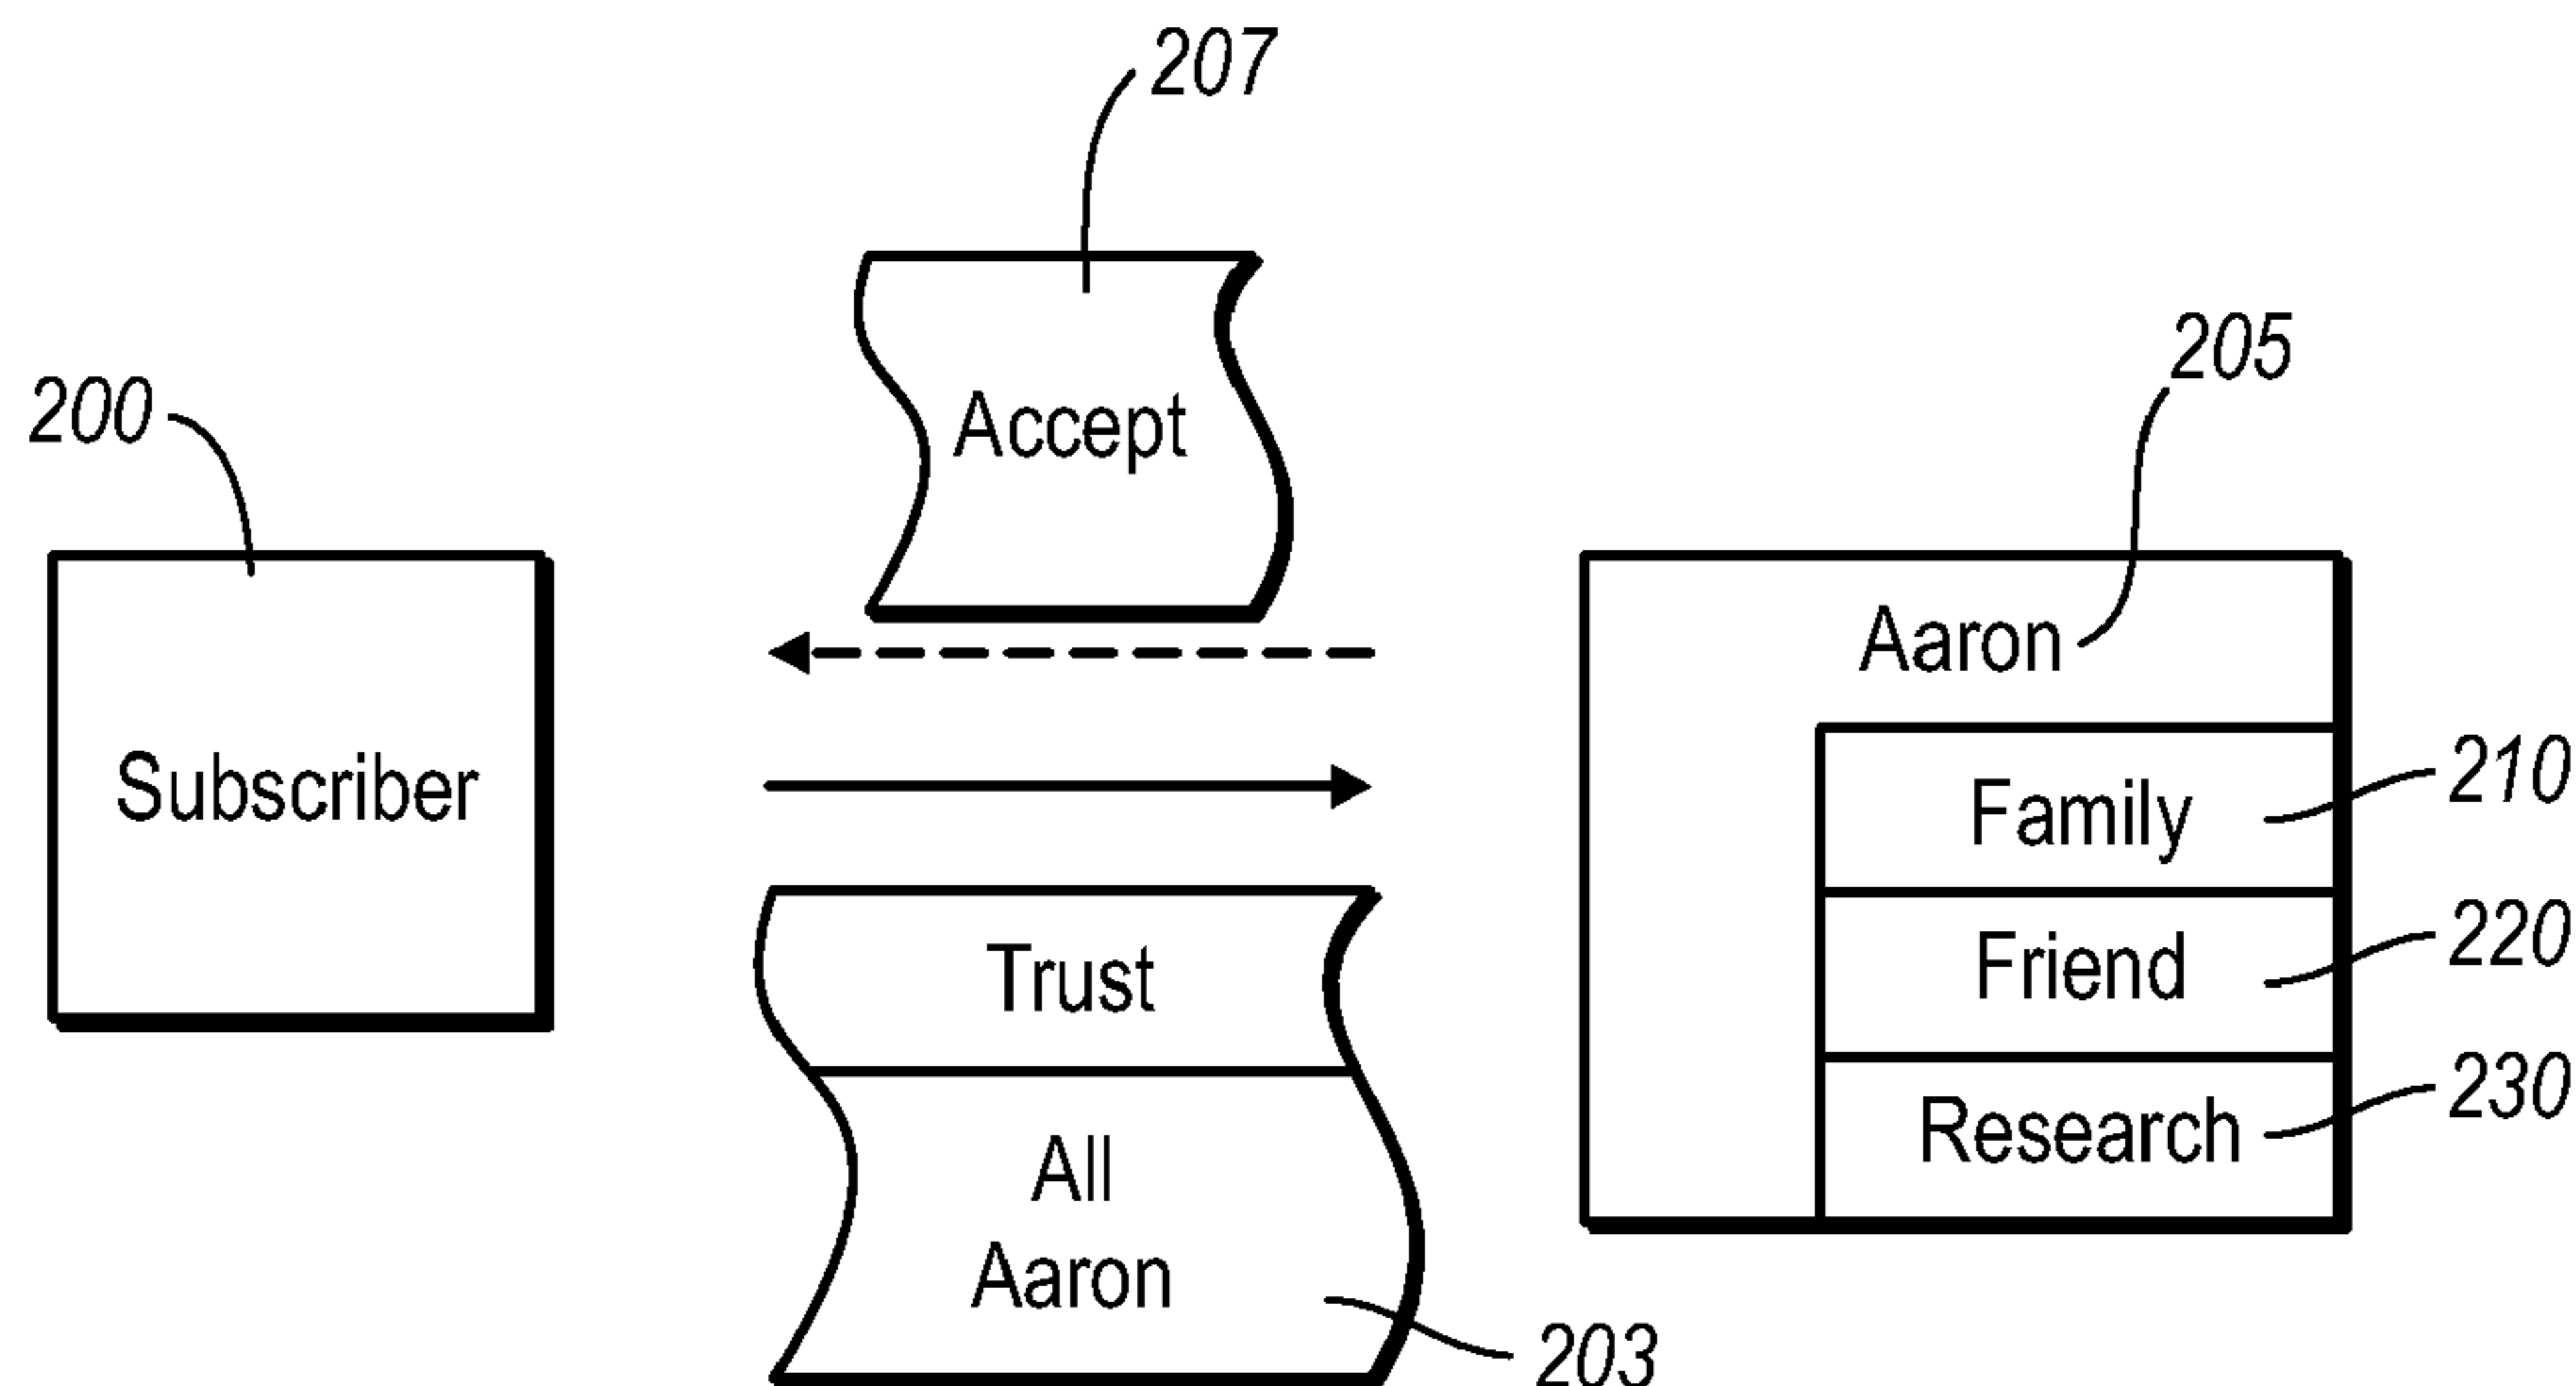 207
205
200
Accept
Aaron
Subscriber
Family
210
Friend
220
Trust
Research
230
All
Aaron
203